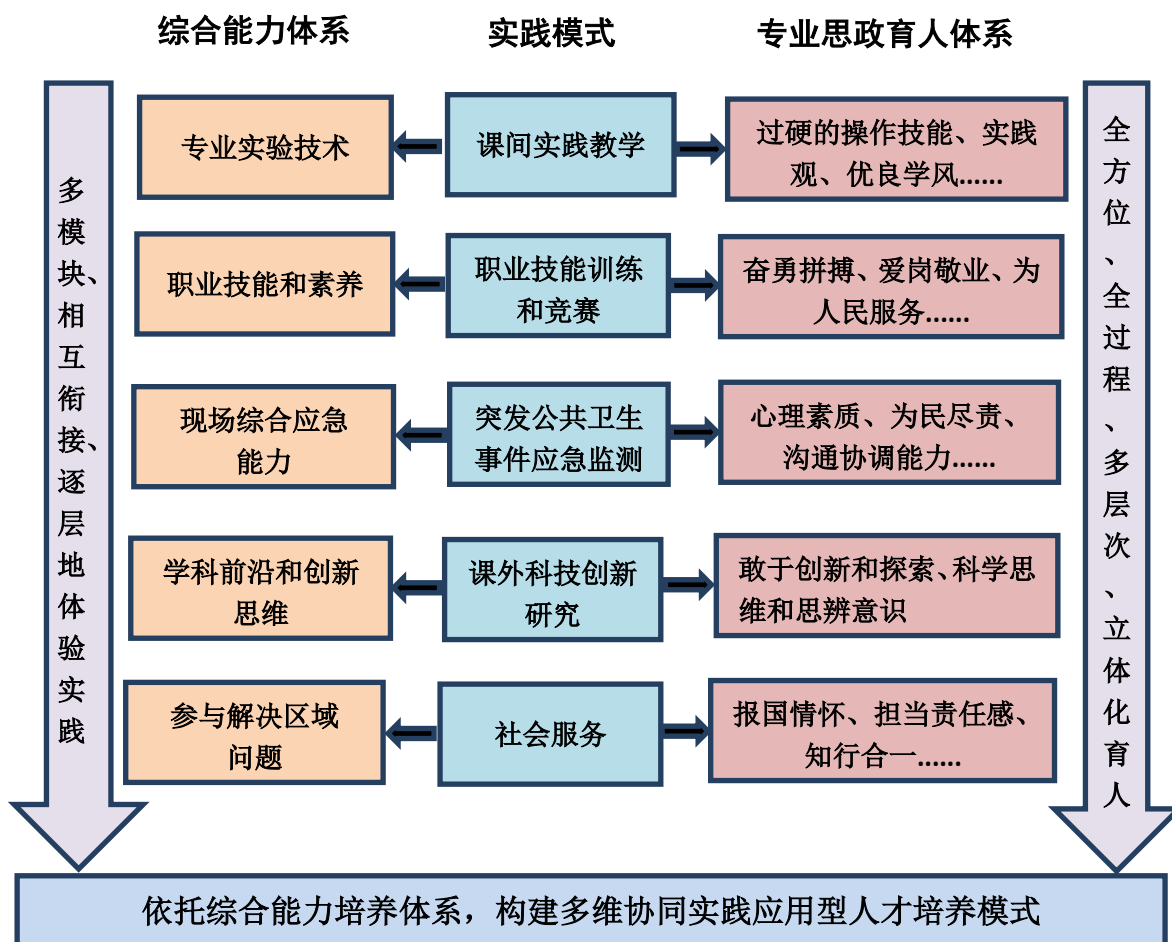 综合能力体系
实践模式
专业思政育人体系
多模块、相互衔接、逐层地体验实践
专业实验技术
课间实践教学
过硬的操作技能、实践
观、优良学风......
职业技能和素养
职业技能训练
和竞赛
奋勇拼搏、爱岗敬业、为
人民服务......
现场综合应急
能力
突发公共卫生
事件应急监测
心理素质、为民尽责、
沟通协调能力......
学科前沿和创新
思维
课外科技创新
研究
敢于创新和探索、科学思
维和思辨意识
参与解决区域
问题
社会服务
报国情怀、担当责任感、
知行合一......
全方位、全过程、多层次、立体化育人
依托综合能力培养体系，构建多维协同实践应用型人才培养模式